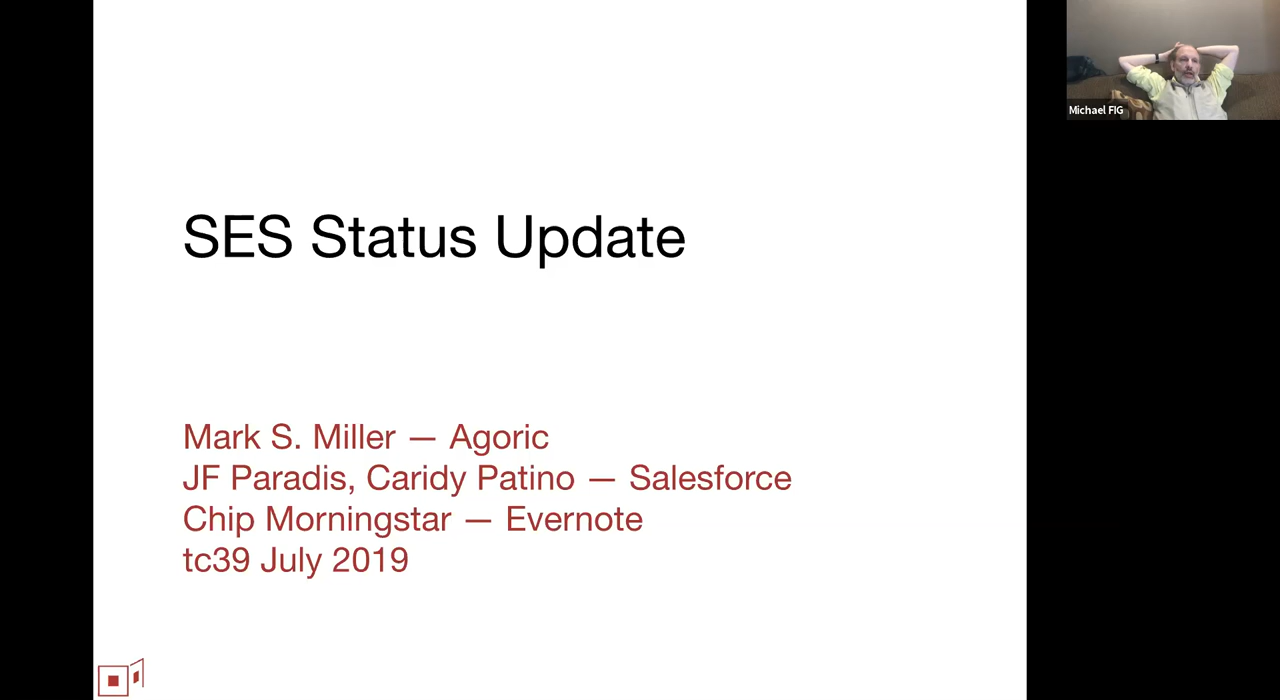 SES Status Update
Mark S. Miller — Agoric
JF Paradis, Caridy Patino — Salesforce
Chip Morningstar — Evernote
tc39 July 2019
Michael FIG